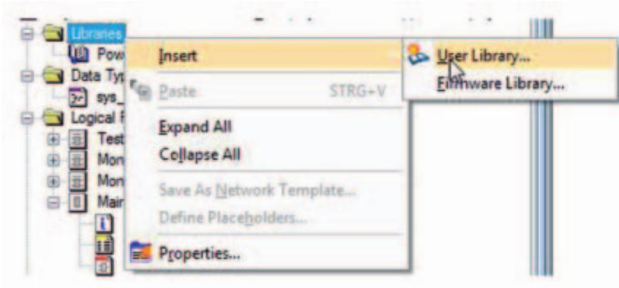 Libraries
Insert
User Library...
Pow
Firmware Library...
Data Typ
Paste STRG+V
sys_
Logical
Expand All
Test
Mon
Collapse All
Mon
Save As Network Template...
Main
Define Placeholders...
Properties...